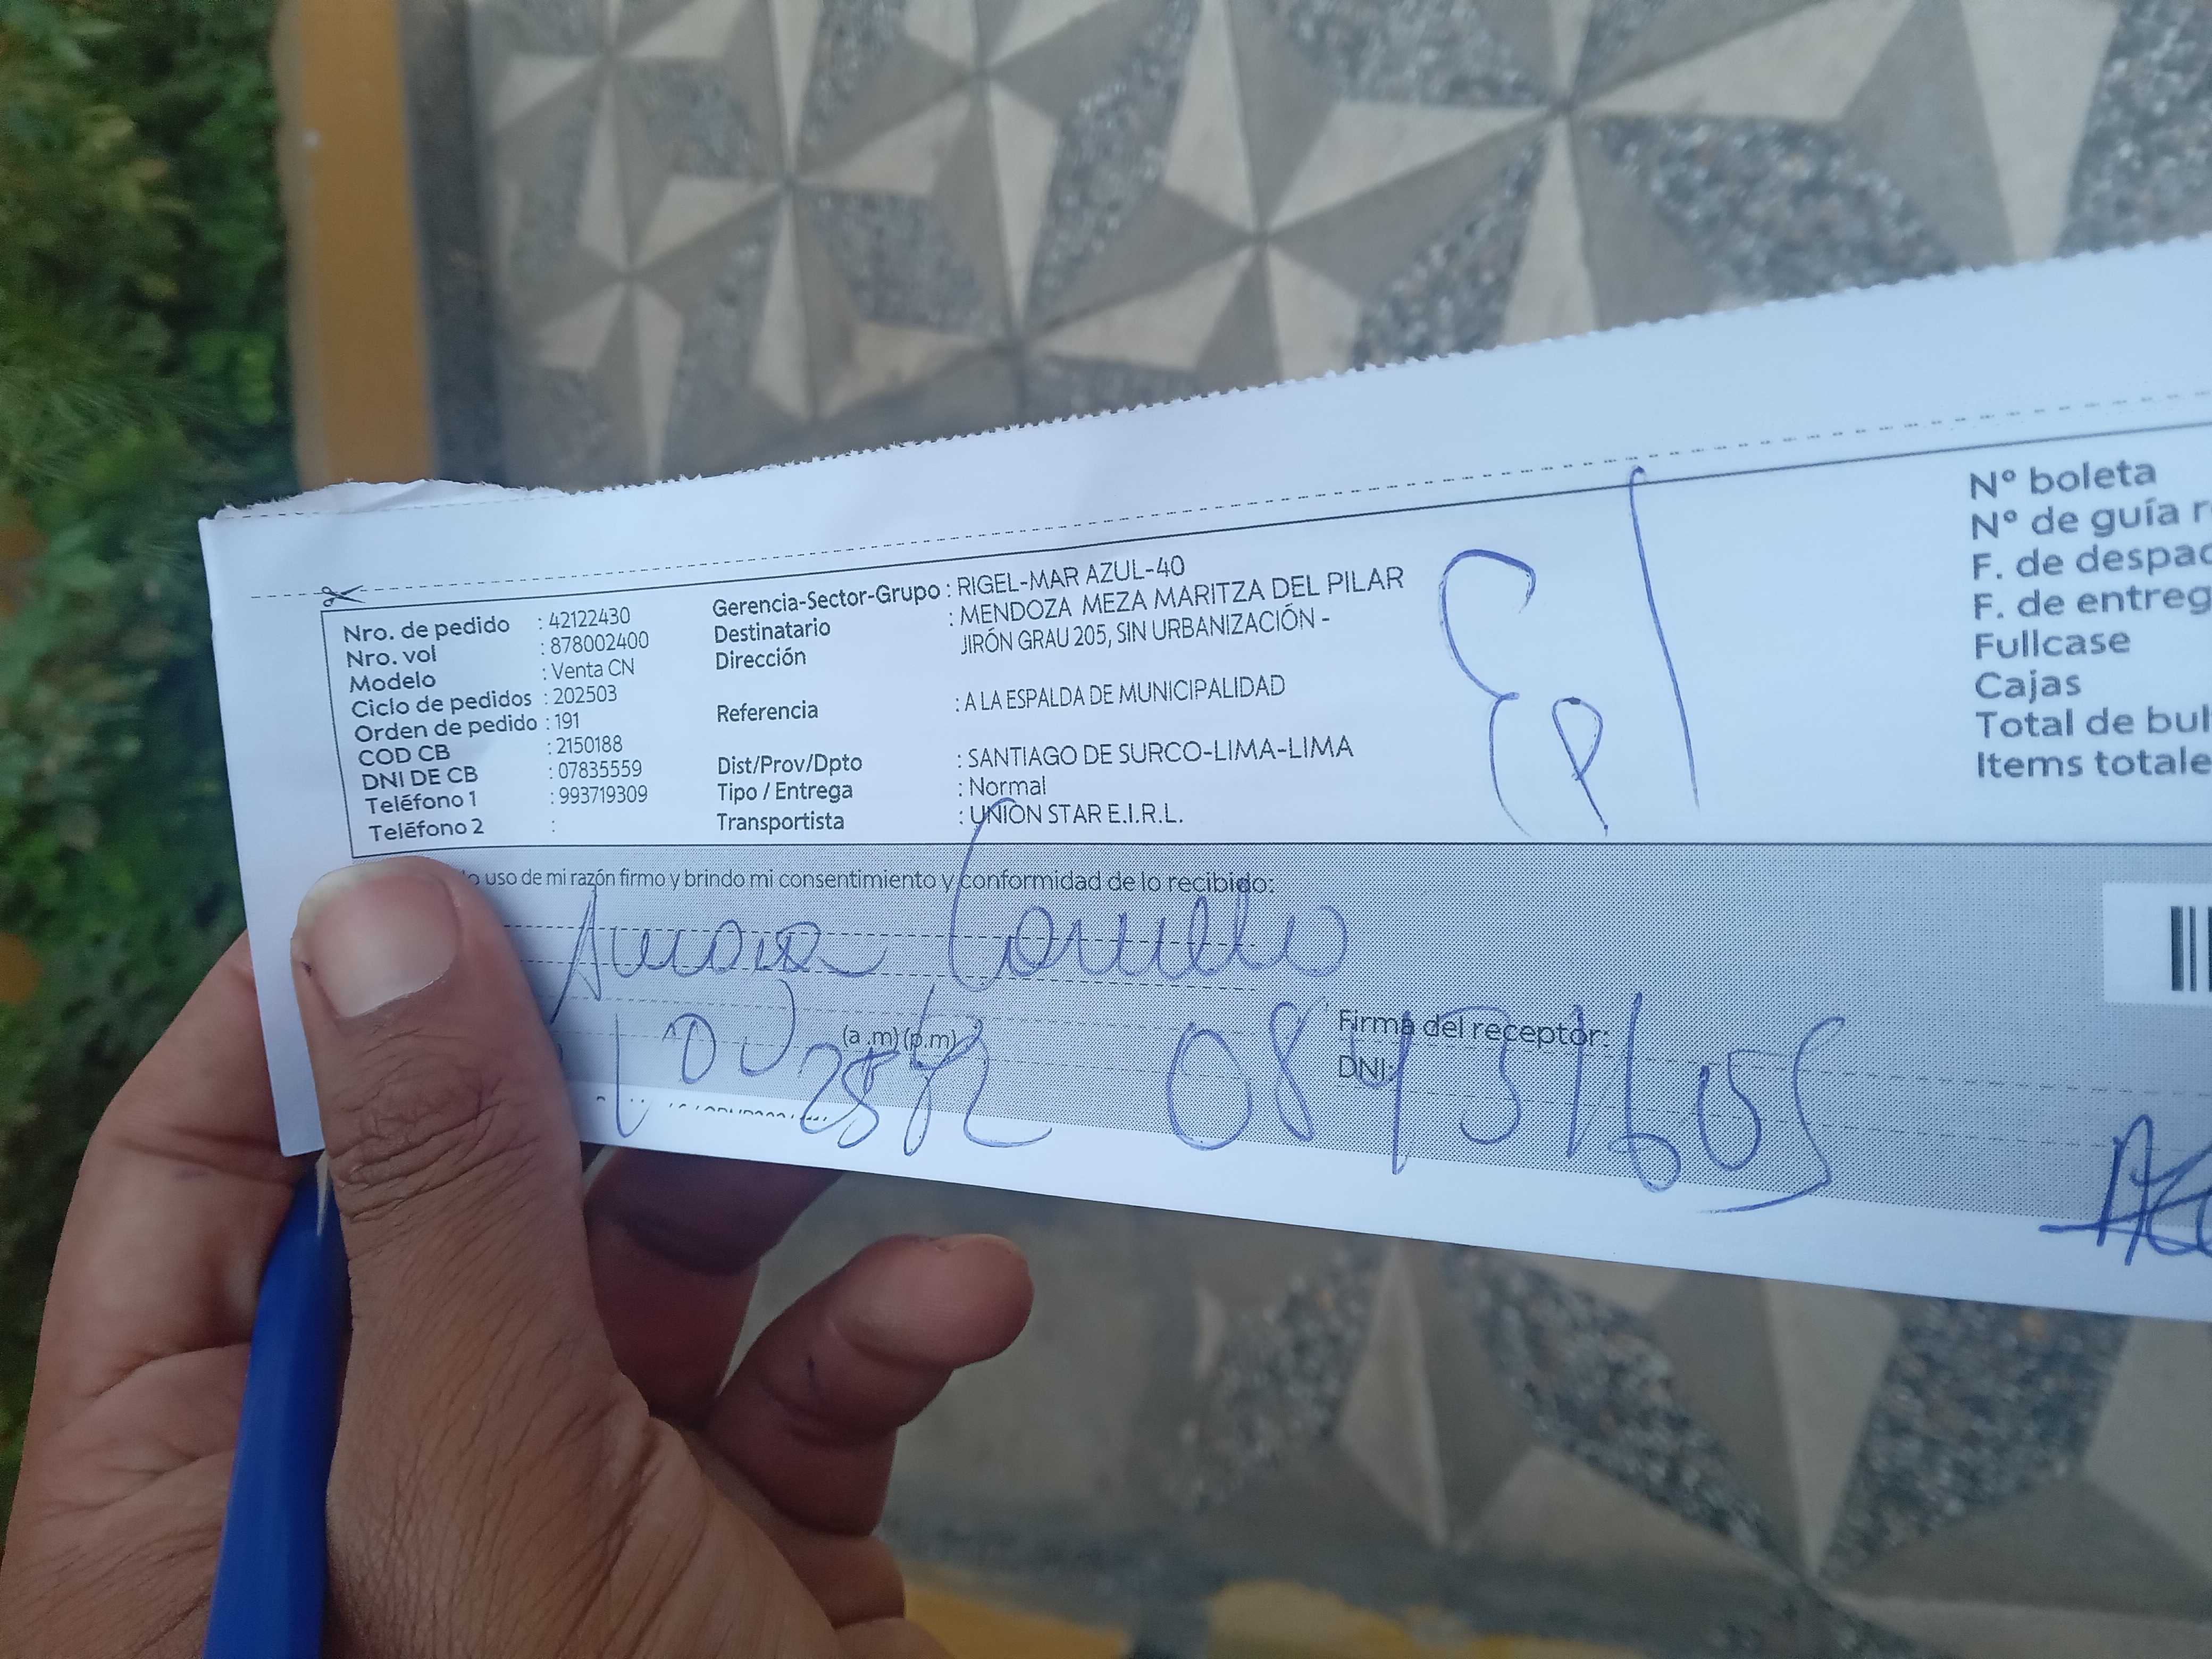 Nro. de pedido : 42122430
Nro. vol : 878002400
Modelo : Venta CN
Ciclo de pedidos : 202503
Orden de pedido : 191
COD CB : 2150188
DNI DE CB : 07835559
Teléfono 1 : 993719309
Teléfono 2 :
Gerencia-Sector-Grupo : RIGEL-MAR AZUL-40
Destinatario : MENDOZA MEZA MARITZA DEL PILAR
Dirección JIRÓN GRAU 205, SIN URBANIZACIÓN -
Referencia : A LA ESPALDA DE MUNICIPALIDAD
Dist/Prov/Dpto : SANTIAGO DE SURCO-LIMA-LIMA
Tipo / Entrega : Normal
Transportista : UNION STAR E.I.R.L.
Nº boleta
Nº de guía r
F. de despac
F. de entreg
Fullcase
Cajas
Total de bul
Items totale
uso de mi razón firmo y brindo mi consentimiento y conformidad de lo recibido:
(a .m) (p.m)
Firma del receptor:
DNI: